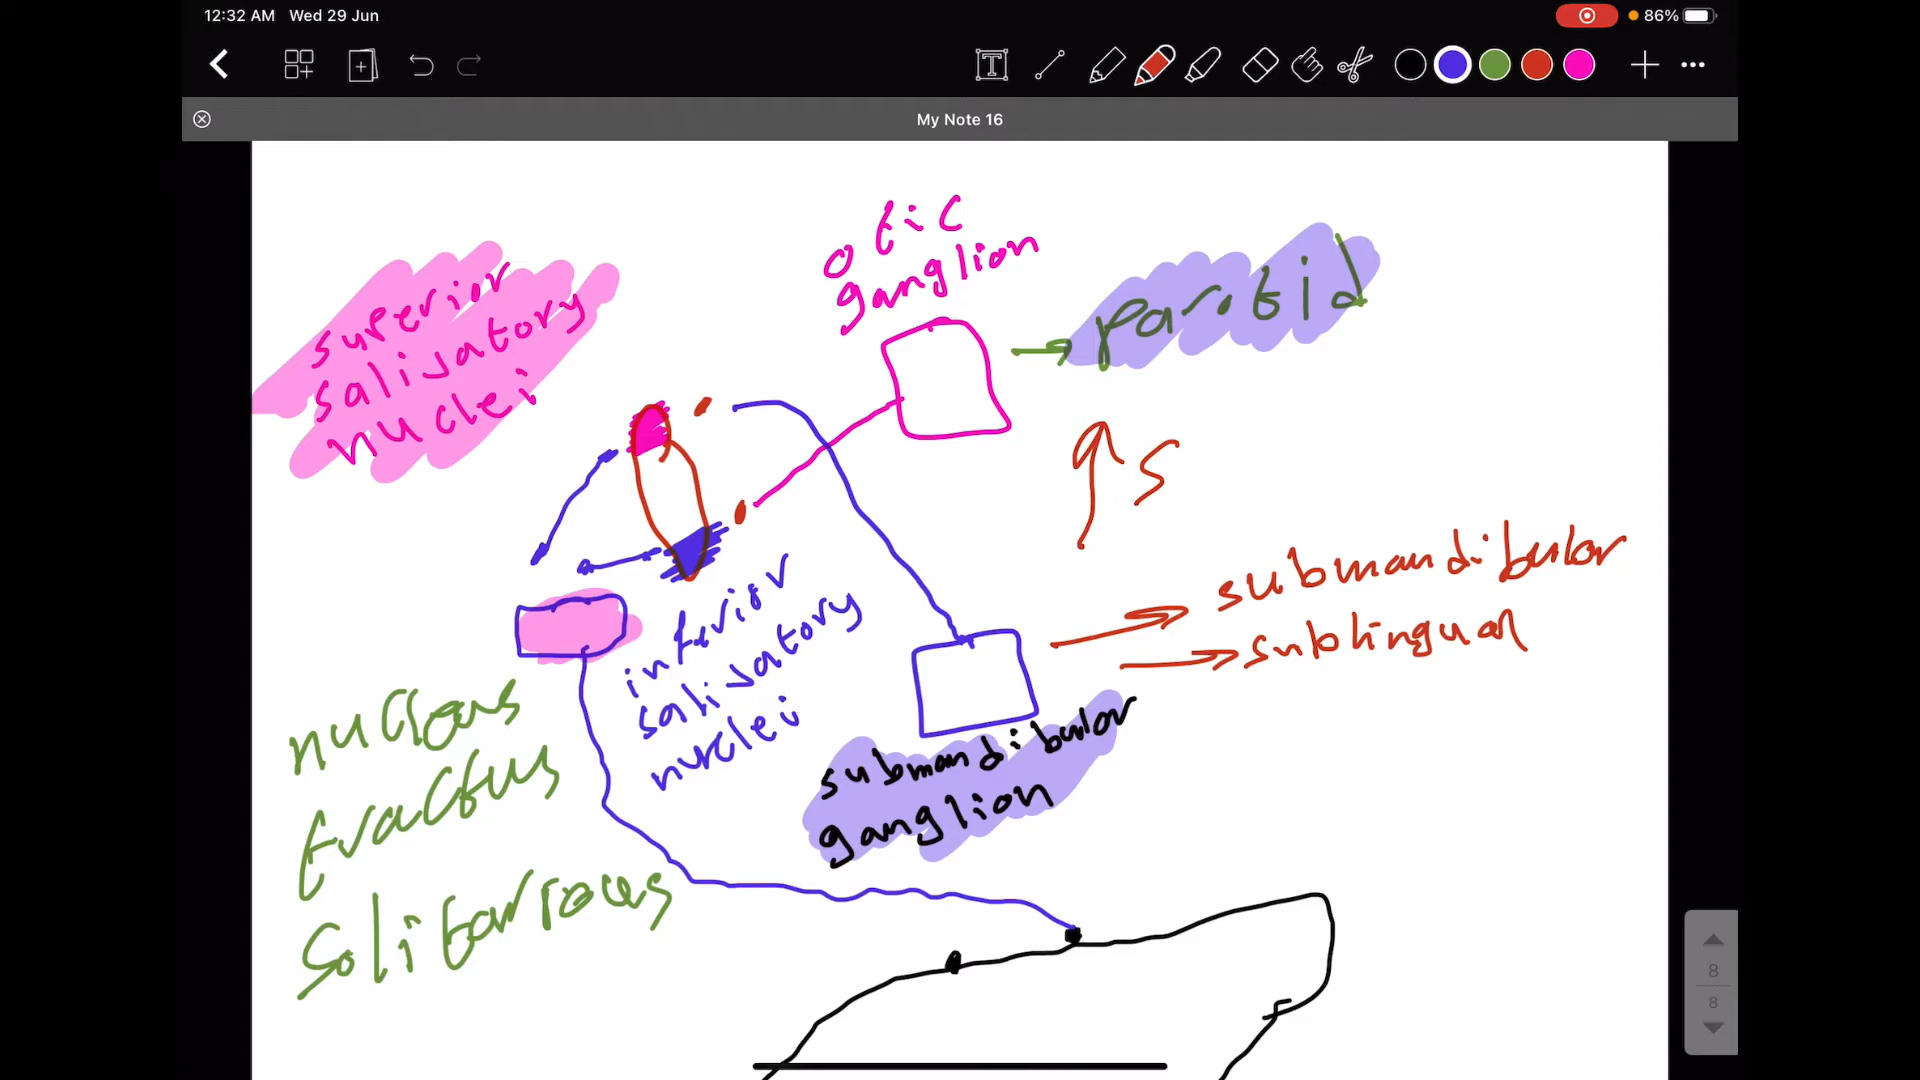 12:32 AM Wed 29 Jun
86%
T
My Note 16
otic
ganglion
parotid
superior
salivatory
nuclei
↑ S
submandibular
sublingual
inferior
salivatory
nuclei
submandibular
ganglion
nucleous
tractus
solitarious
8
8